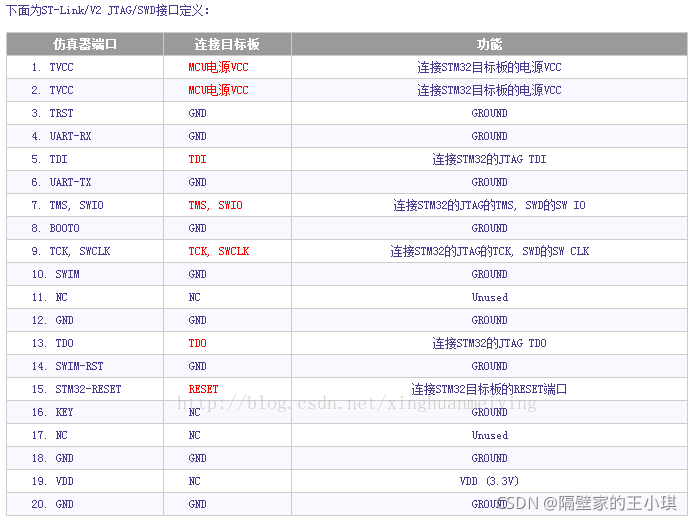 下面为ST-Link/V2 JTAG/SWD接口定义：
仿真器端口 连接目标板 功能
1. TVCC MCU电源VCC 连接STM32目标板的电源VCC
2. TVCC MCU电源VCC 连接STM32目标板的电源VCC
3. TRST GND GROUND
4. UART-RX GND GROUND
5. TDI TDI 连接STM32的JTAG TDI
6. UART-TX GND GROUND
7. TMS, SWIO TMS, SWIO 连接STM32的JTAG的TMS, SWD的SW IO
8. BOOTO GND GROUND
9. TCK, SWCLK TCK, SWCLK 连接STM32的JTAG的TCK, SWD的SW CLK
10. SWIM GND GROUND
11. NC NC Unused
12. GND GND GROUND
13. TDO TDO 连接STM32的JTAG TDO
14. SWIM-RST GND GROUND
15. STM32-RESET RESET 连接STM32目标板的RESET端口
http://blog.csdn.net/xinghuanmeiying
16. KEY NC GROUND
17. NC NC Unused
18. GND GND GROUND
19. VDD NC VDD (3.3V)
20. GND GND GROUND
CSDN @隔壁家的王小琪